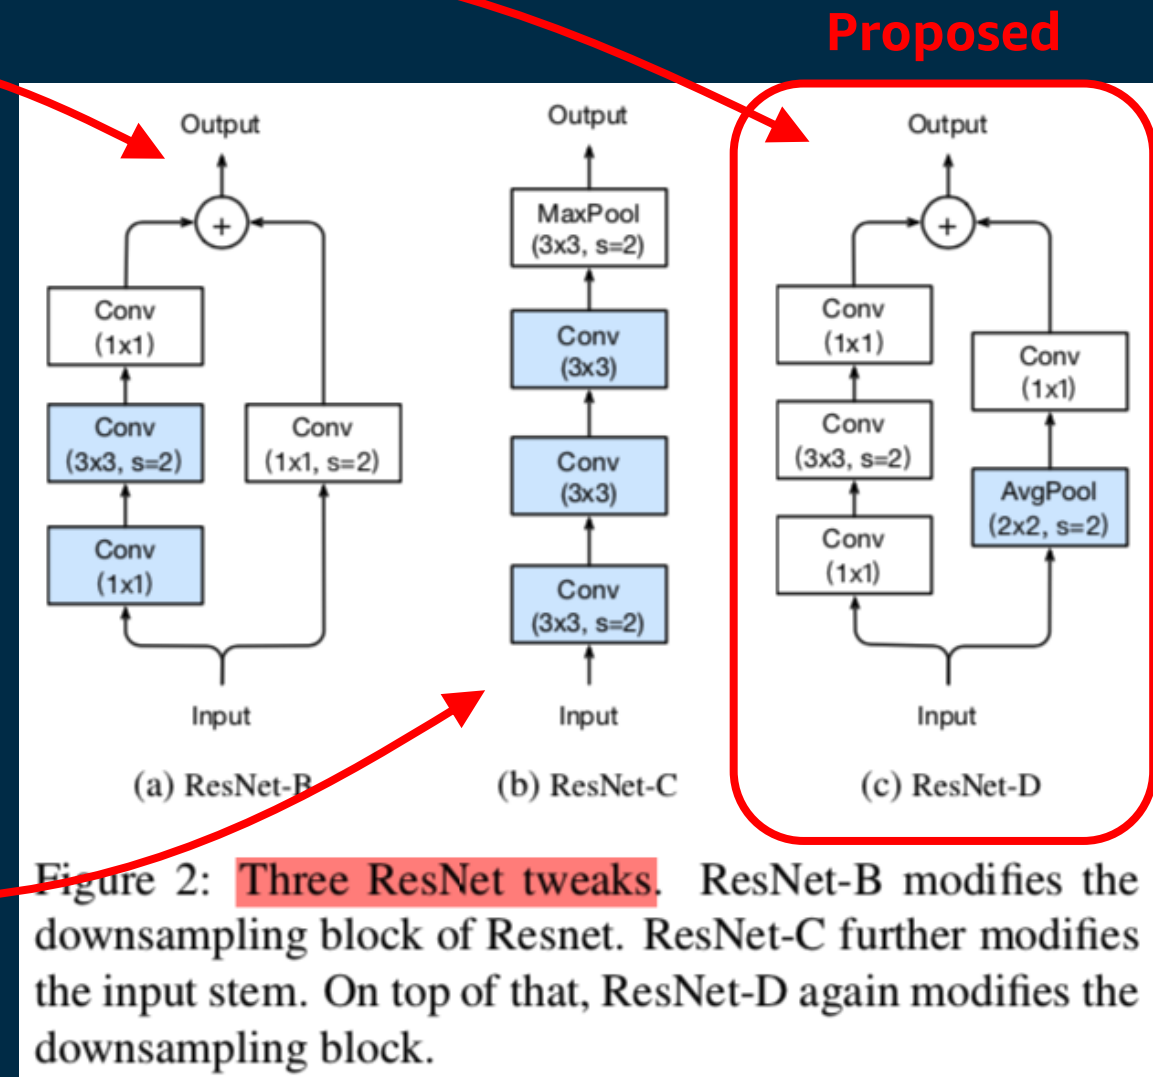 Proposed
Output
+
Conv
(1x1)
Conv
(3x3, s=2)
Conv
(1x1, s=2)
Conv
(1x1)
Input
(a) ResNet-B
Output
MaxPool
(3x3, s=2)
Conv
(3x3)
Conv
(3x3)
Conv
(3x3, s=2)
Input
(b) ResNet-C
Output
+
Conv
(1x1)
Conv
(3x3, s=2)
Conv
(1x1)
Conv
(1x1)
AvgPool
(2x2, s=2)
Input
(c) ResNet-D
Figure 2: Three ResNet tweaks. ResNet-B modifies the
downsampling block of Resnet. ResNet-C further modifies
the input stem. On top of that, ResNet-D again modifies the
downsampling block.